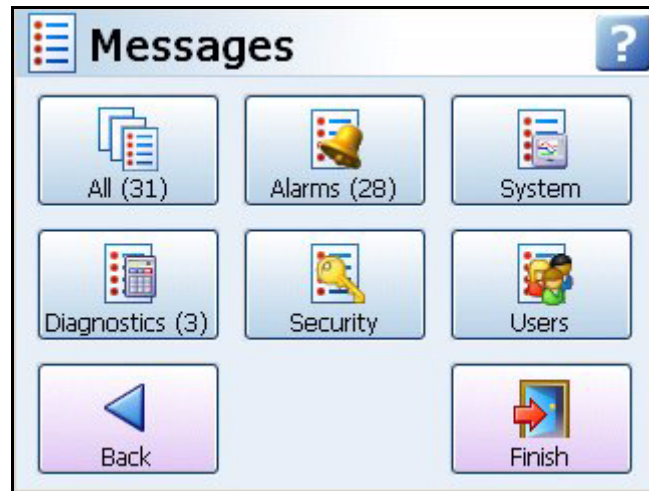 Messages ?
All (31) Alarms (28) System
Diagnostics (3) Security Users
Back Finish